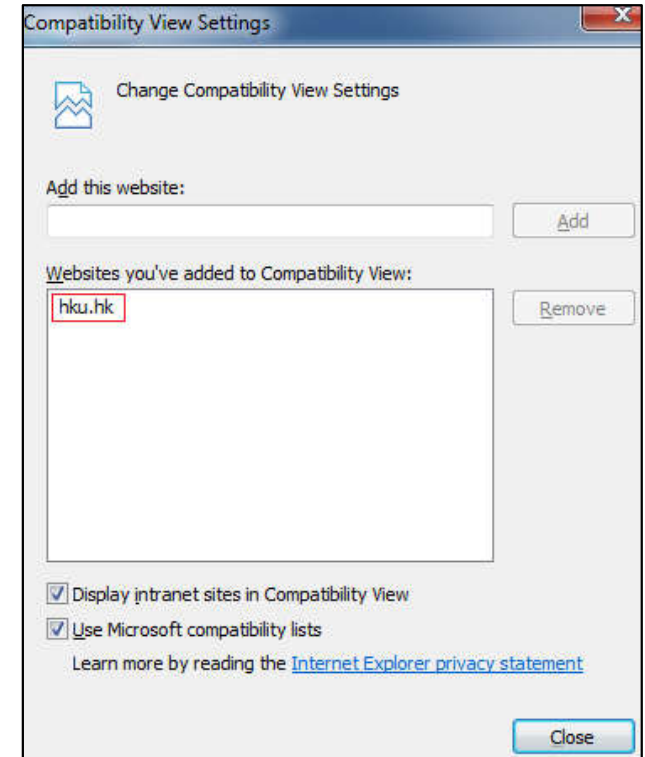 Compatibility View Settings
Change Compatibility View Settings
Add this website:
Add
Websites you've added to Compatibility View:
hku.hk
Remove
Display intranet sites in Compatibility View
Use Microsoft compatibility lists
Learn more by reading the Internet Explorer privacy statement
Close